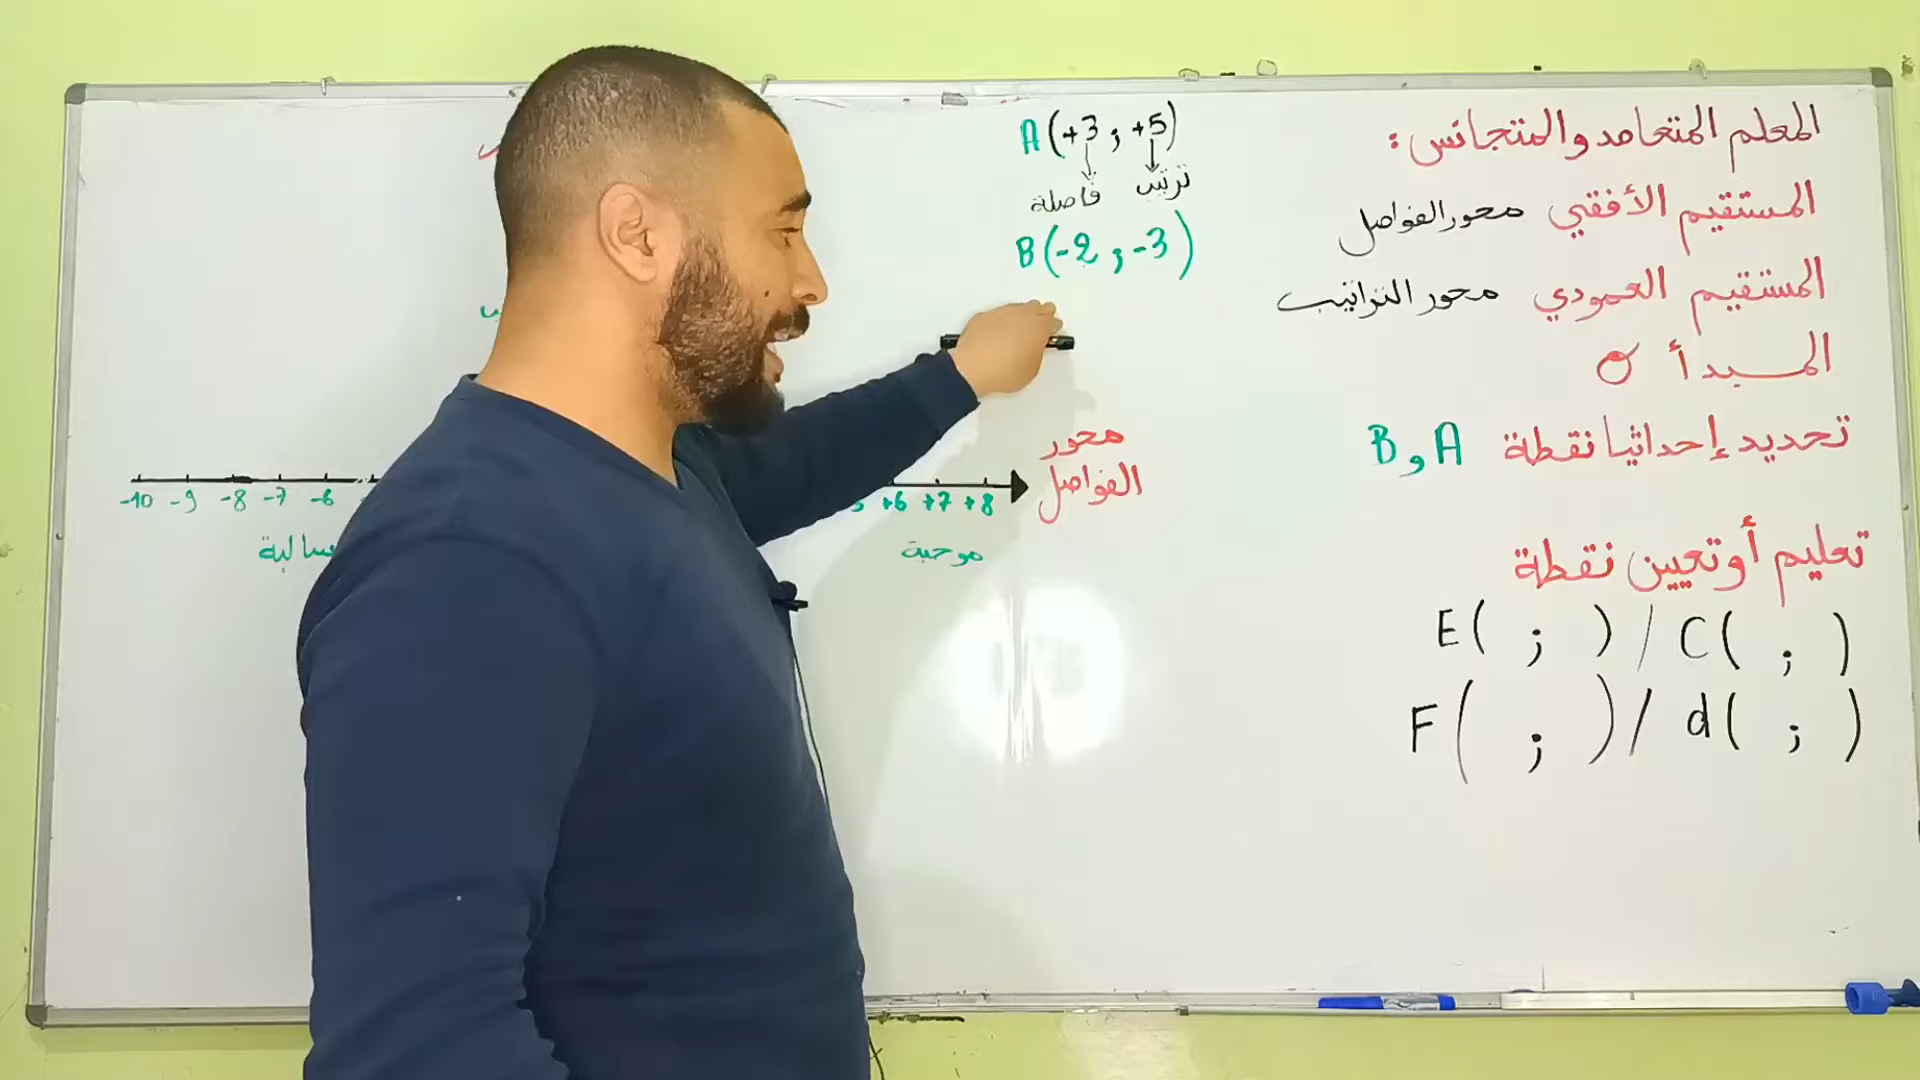 المعلم المتعامد والمتجانس :
المستقيم الأفقي محور الفواصل
المستقيم العمودي محور التراتيب
المبدأ O
تحديد إحداثيا نقطة A و B
تعليم أو تعيين نقطة
E( ; ) / C( ; )
F( ; ) / d( ; )
A(+3 ; +5)
فاصلة ترتيب
B(-2 ; -3)
محور
الفواصل
-10 -9 -8 -7 -6
+6 +7 +8
سالبة
موجبة